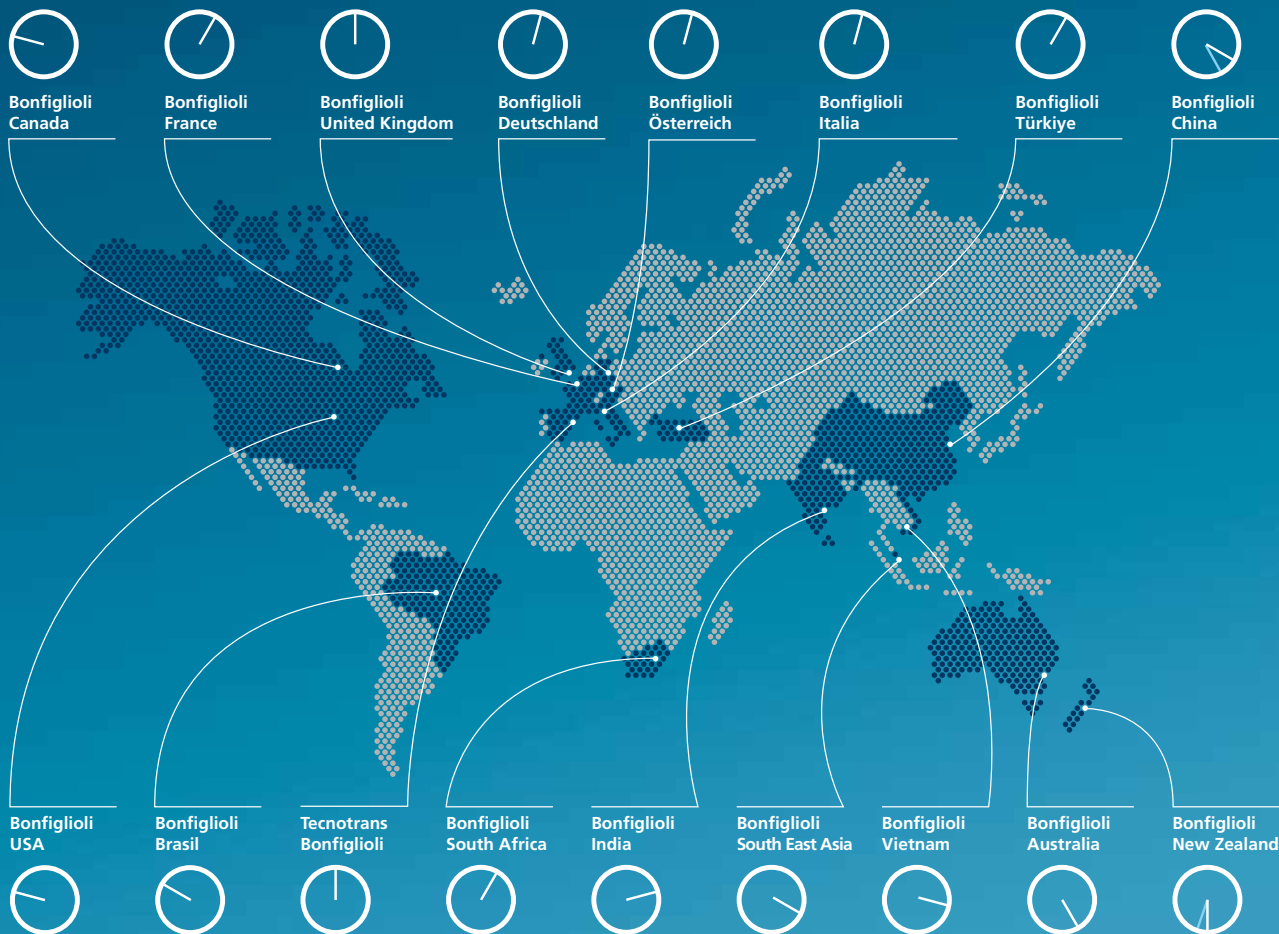 Bonfiglioli
Canada
Bonfiglioli
France
Bonfiglioli
United Kingdom
Bonfiglioli
Deutschland
Bonfiglioli
Österreich
Bonfiglioli
Italia
Bonfiglioli
Türkiye
Bonfiglioli
China
Bonfiglioli
USA
Bonfiglioli
Brasil
Tecnotrans
Bonfiglioli
Bonfiglioli
South Africa
Bonfiglioli
India
Bonfiglioli
South East Asia
Bonfiglioli
Vietnam
Bonfiglioli
Australia
Bonfiglioli
New Zealand